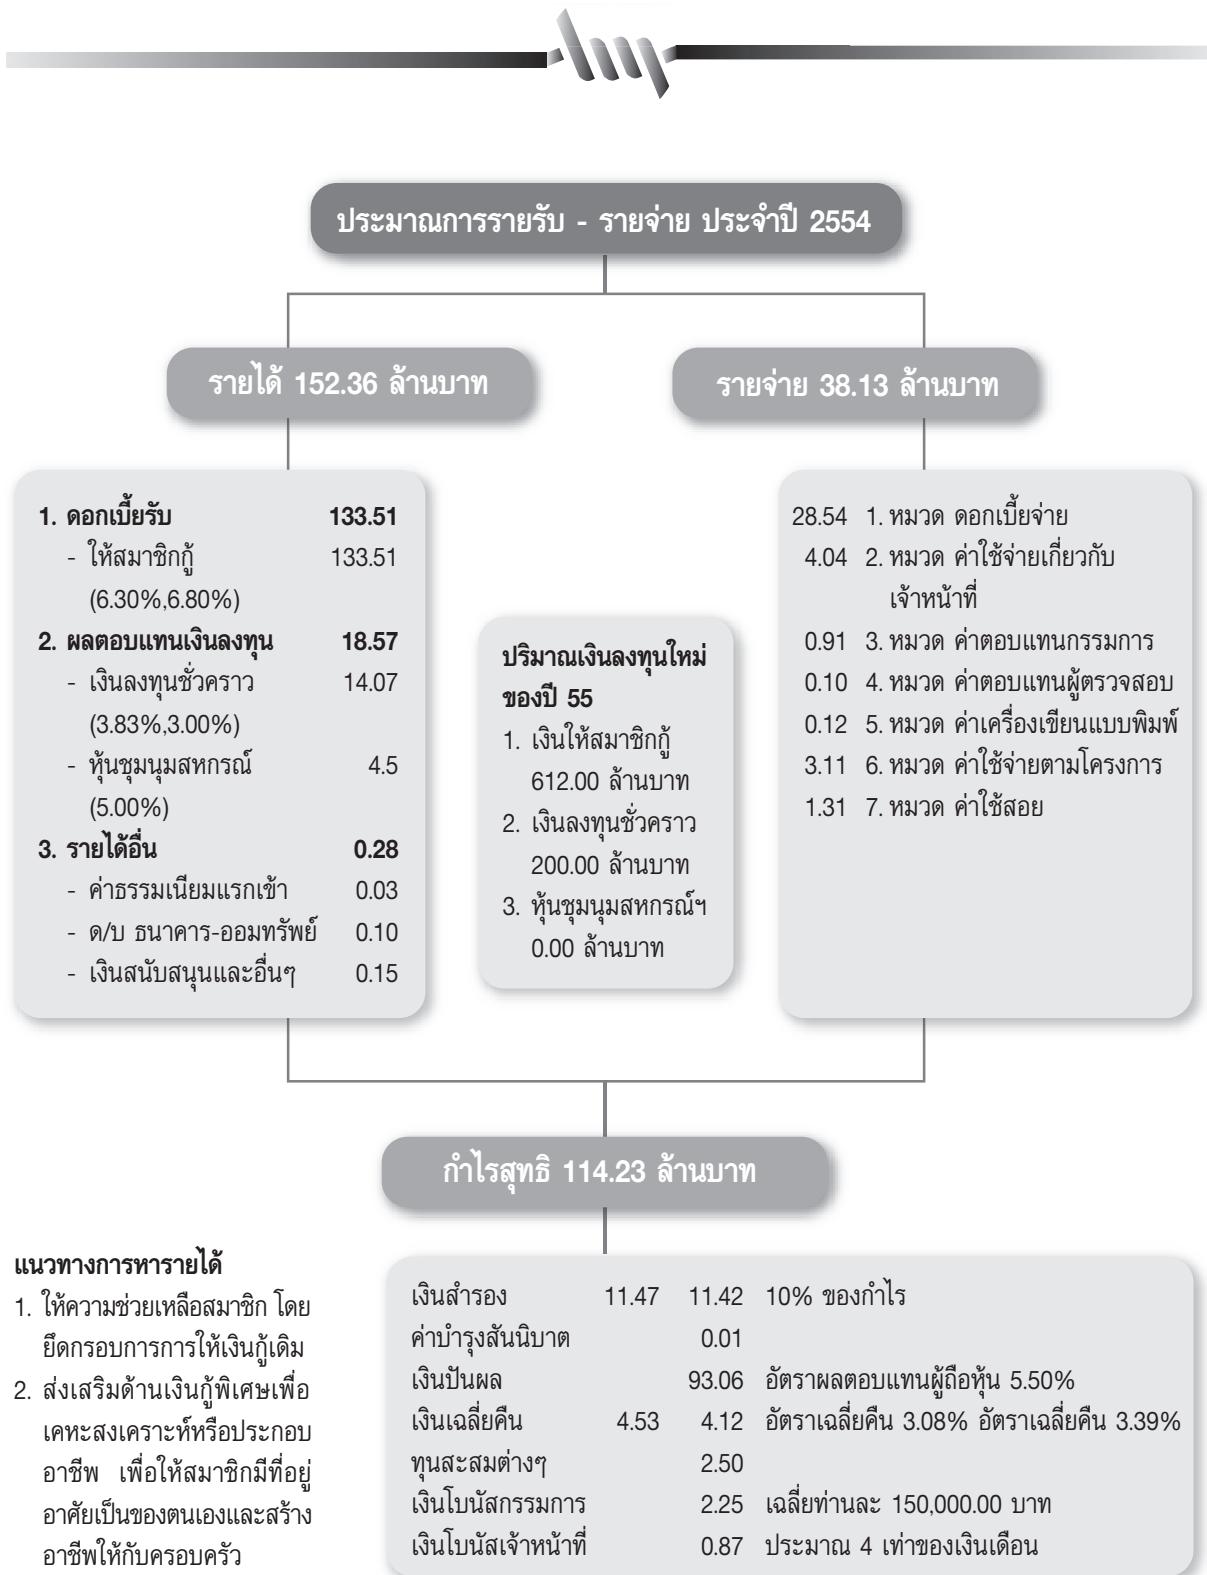 ประมาณการรายรับ - รายจ่าย ประจำปี 2554
รายได้ 152.36 ล้านบาท
รายจ่าย 38.13 ล้านบาท
1. ดอกเบี้ยรับ 133.51
- ให้สมาชิกกู้ 133.51
(6.30%,6.80%)
2. ผลตอบแทนเงินลงทุน 18.57
- เงินลงทุนชั่วคราว 14.07
(3.83%,3.00%)
- หุ้นชุมนุมสหกรณ์ 4.5
(5.00%)
3. รายได้อื่น 0.28
- ค่าธรรมเนียมแรกเข้า 0.03
- ด/บ ธนาคาร-ออมทรัพย์ 0.10
- เงินสนับสนุนและอื่นๆ 0.15
ปริมาณเงินลงทุนใหม่
ของปี 55
1. เงินให้สมาชิกกู้
612.00 ล้านบาท
2. เงินลงทุนชั่วคราว
200.00 ล้านบาท
3. หุ้นชุมนุมสหกรณ์ฯ
0.00 ล้านบาท
28.54 1. หมวด ดอกเบี้ยจ่าย
4.04 2. หมวด ค่าใช้จ่ายเกี่ยวกับ
เจ้าหน้าที่
0.91 3. หมวด ค่าตอบแทนกรรมการ
0.10 4. หมวด ค่าตอบแทนผู้ตรวจสอบ
0.12 5. หมวด ค่าเครื่องเขียนแบบพิมพ์
3.11 6. หมวด ค่าใช้จ่ายตามโครงการ
1.31 7. หมวด ค่าใช้สอย
กำไรสุทธิ 114.23 ล้านบาท
แนวทางการหารายได้
1. ให้ความช่วยเหลือสมาชิก โดย
ยึดกรอบการการให้เงินกู้เดิม
2. ส่งเสริมด้านเงินกู้พิเศษเพื่อ
เคหะสงเคราะห์หรือประกอบ
อาชีพ เพื่อให้สมาชิกมีที่อยู่
อาศัยเป็นของตนเองและสร้าง
อาชีพให้กับครอบครัว
เงินสำรอง 11.47 11.42 10% ของกำไร
ค่าบำรุงสันนิบาต 0.01
เงินปันผล 93.06 อัตราผลตอบแทนผู้ถือหุ้น 5.50%
เงินเฉลี่ยคืน 4.53 4.12 อัตราเฉลี่ยคืน 3.08% อัตราเฉลี่ยคืน 3.39%
ทุนสะสมต่างๆ 2.50
เงินโบนัสกรรมการ 2.25 เฉลี่ยท่านละ 150,000.00 บาท
เงินโบนัสเจ้าหน้าที่ 0.87 ประมาณ 4 เท่าของเงินเดือน